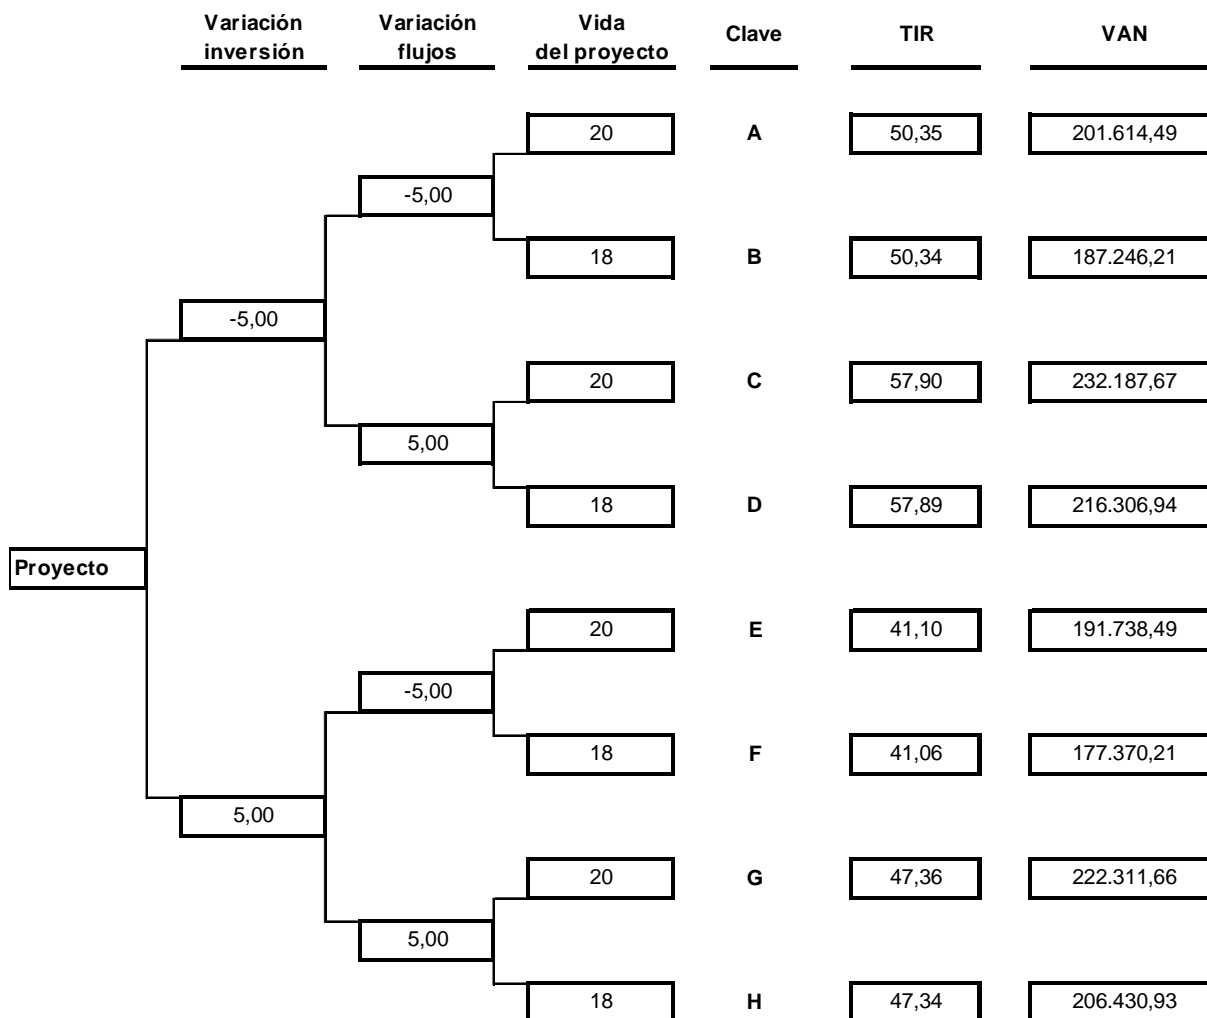 Variación inversión
Variación flujos
Vida del proyecto
Clave
TIR
VAN
20 A 50,35 201.614,49
-5,00
18 B 50,34 187.246,21
-5,00
20 C 57,90 232.187,67
5,00
18 D 57,89 216.306,94
Proyecto
20 E 41,10 191.738,49
-5,00
18 F 41,06 177.370,21
5,00
20 G 47,36 222.311,66
5,00
18 H 47,34 206.430,93